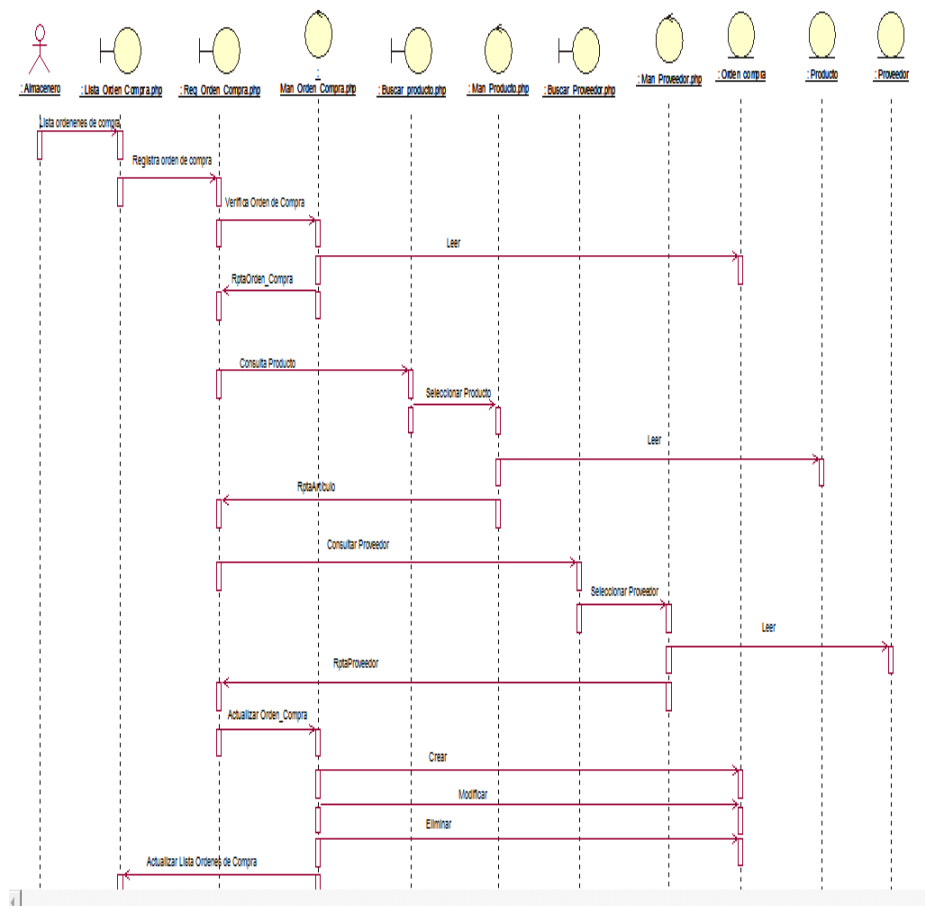 : Almacenero
: Lista_Orden_Compra.php
: Reg_Orden_Compra.php
:
Man_Orden_Compra.php
: Buscar_producto.php
: Man_Producto.php
: Buscar_Proveedor.php
: Man_Proveedor.php
: Orden_compra
: Producto
: Proveedor
Lista ordenenes de compra
Registra orden de compra
Verifica Orden de Compra
Leer
RptaOrden_Compra
Consulta Producto
Seleccionar Producto
Leer
RptaArticulo
Consultar Proveedor
Seleccionar Proveedor
Leer
RptaProveedor
Actualizar Orden_Compra
Crear
Modificar
Eliminar
Actualizar Lista Ordenes de Compra